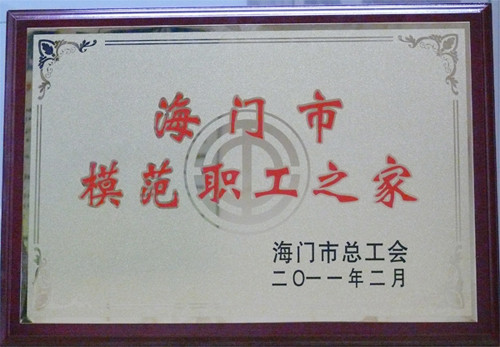 海门市
模范职工之家
海门市总工会
二〇一一年二月